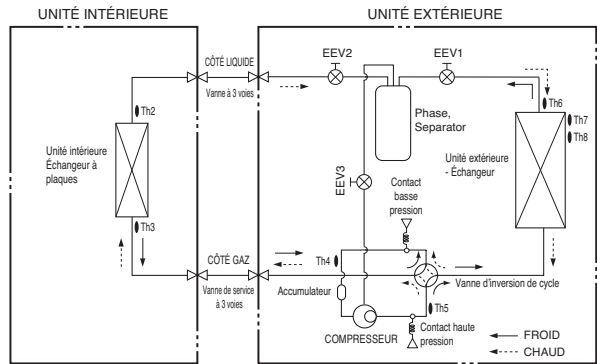 UNITÉ INTÉRIEURE
UNITÉ EXTÉRIEURE
CÔTÉ LIQUIDE
Vanne à 3 voies
EEV2
EEV1
Th2
Th6
Th7
Th8
Phase,
Separator
Unité intérieure
Échangeur à
plaques
Unité extérieure
- Échangeur
EEV3
Contact
basse
pression
Th3
CÔTÉ GAZ
Vanne de service
à 3 voies
Th4
Accumulateur
Vanne d'inversion de cycle
Th5
COMPRESSEUR
Contact haute
pression
FROID
CHAUD